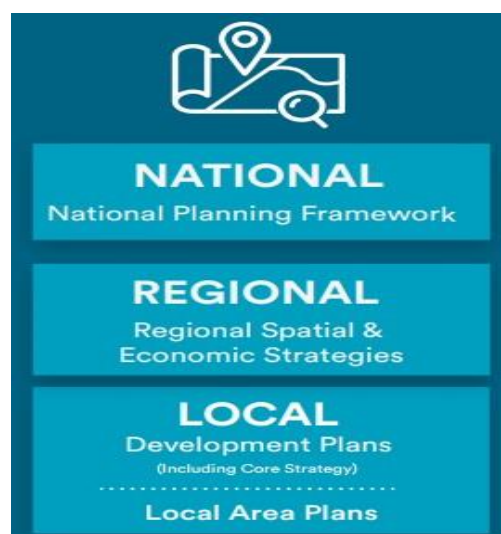 NATIONAL
National Planning Framework
REGIONAL
Regional Spatial &
Economic Strategies
LOCAL
Development Plans
(Including Core Strategy)
Local Area Plans